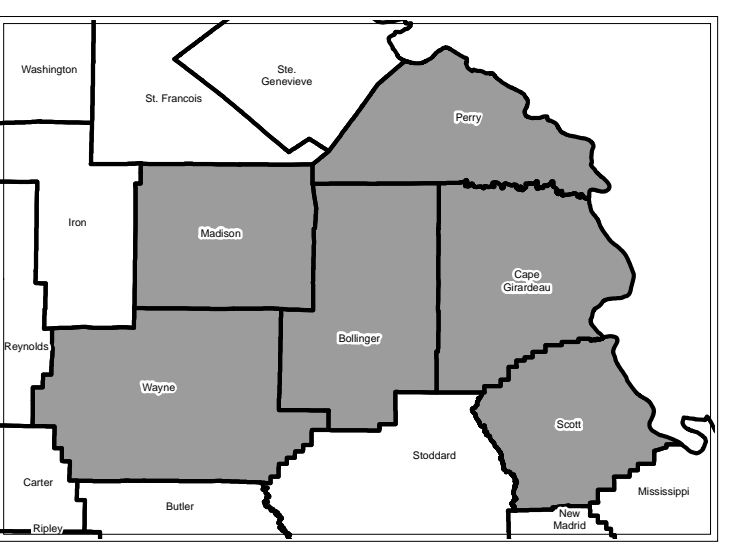 Washington
Ste.
Genevieve
St. Francois
Perry
Iron
Madison
Cape
Girardeau
Reynolds
Bollinger
Wayne
Scott
Stoddard
Carter
Mississippi
Butler
New
Madrid
Ripley